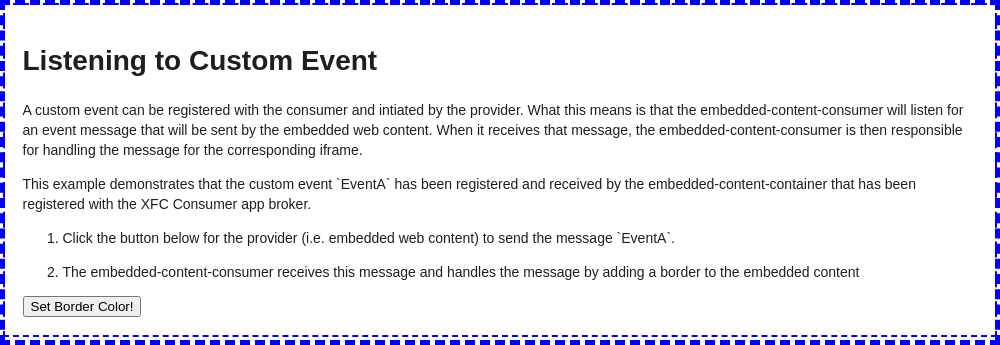 Listening to Custom Event
A custom event can be registered with the consumer and intiated by the provider. What this means is that the embedded-content-consumer will listen for
an event message that will be sent by the embedded web content. When it receives that message, the embedded-content-consumer is then responsible
for handling the message for the corresponding iframe.
This example demonstrates that the custom event `EventA` has been registered and received by the embedded-content-container that has been
registered with the XFC Consumer app broker.
1. Click the button below for the provider (i.e. embedded web content) to send the message `EventA`.
2. The embedded-content-consumer receives this message and handles the message by adding a border to the embedded content
Set Border Color!